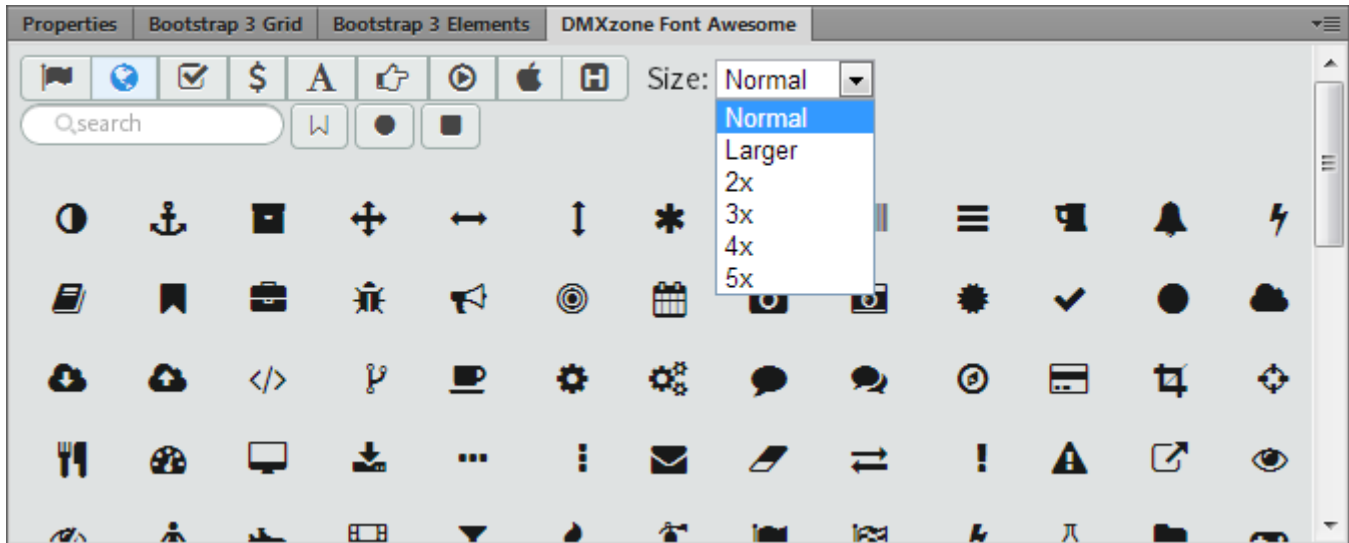 Properties Bootstrap 3 Grid Bootstrap 3 Elements DMXzone Font Awesome
Size: Normal
search
Normal
Larger
2x
3x
4x
5x